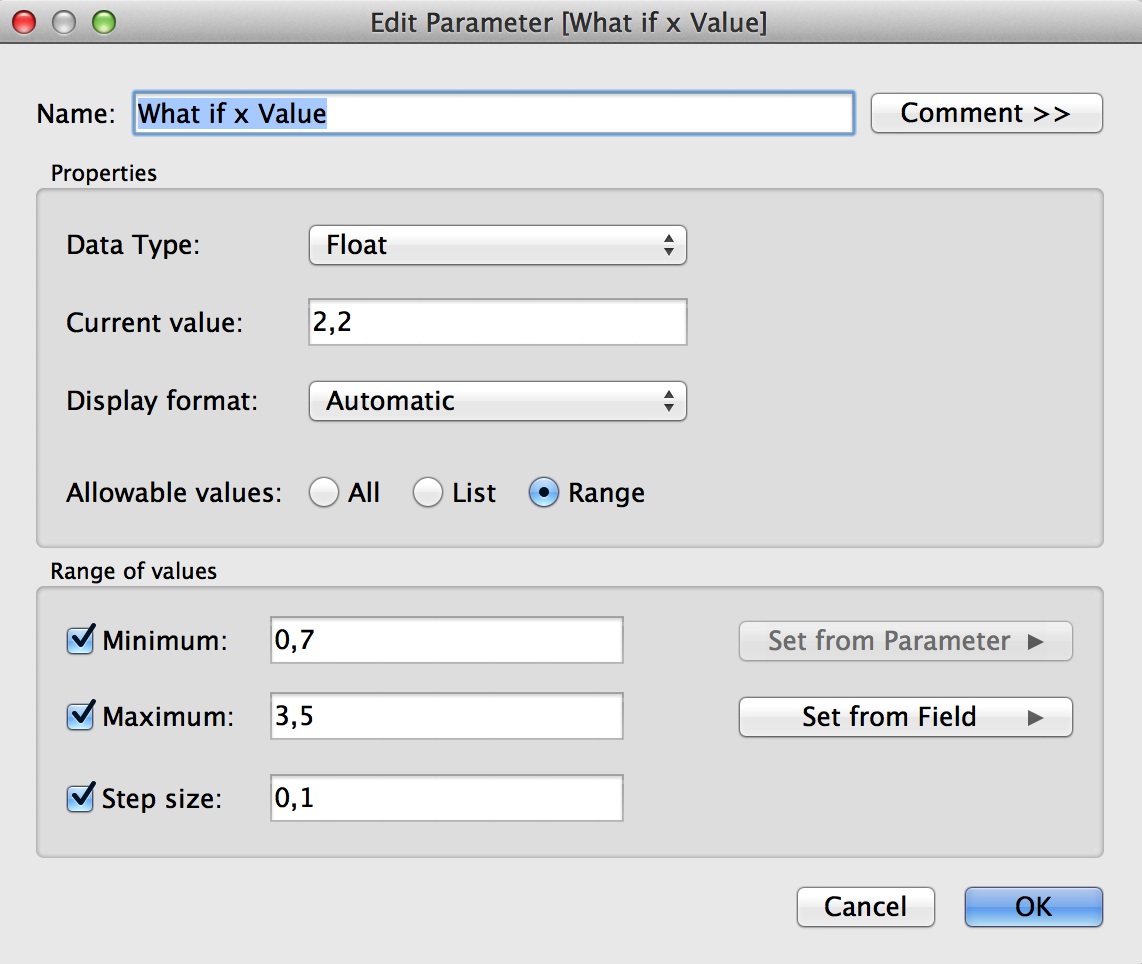 Edit Parameter [What if x Value]
Name: What if x Value Comment >>
Properties
Data Type: Float
Current value: 2,2
Display format: Automatic
Allowable values: All List Range
Range of values
Minimum: 0,7 Set from Parameter
Maximum: 3,5 Set from Field
Step size: 0,1
Cancel OK